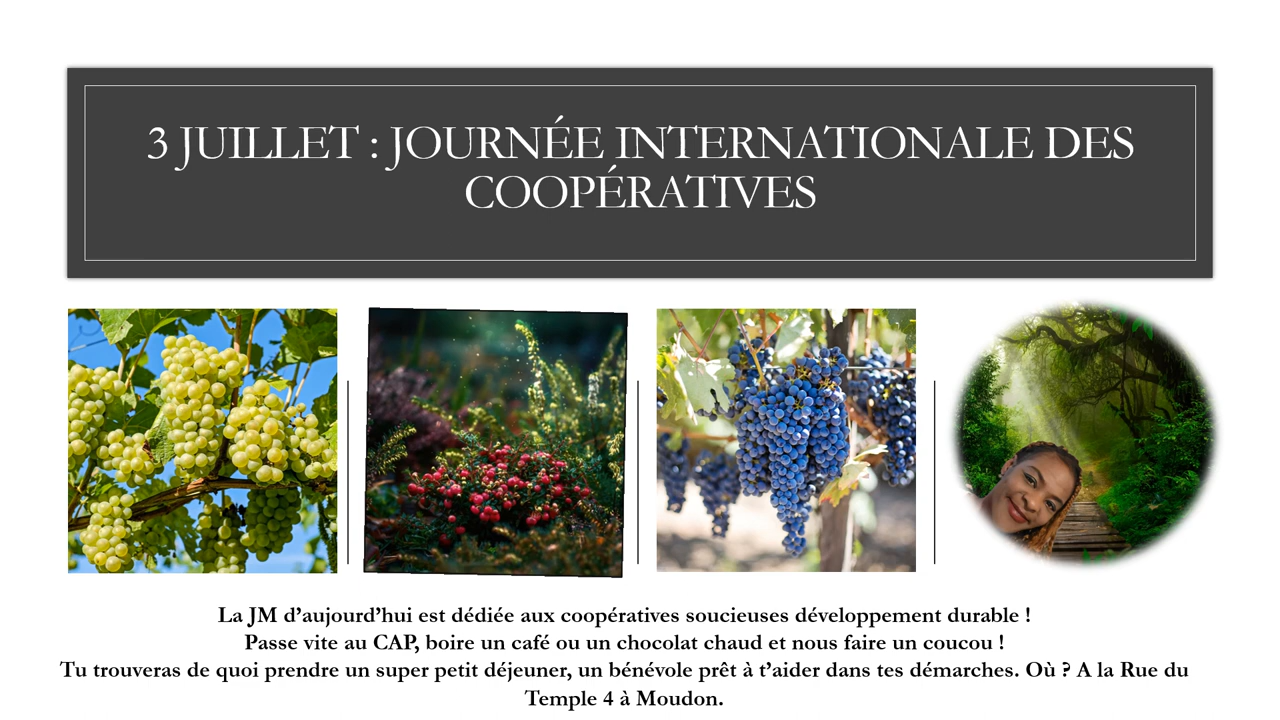 3 JUILLET : JOURNÉE INTERNATIONALE DES
COOPÉRATIVES
La JM d’aujourd’hui est dédiée aux coopératives soucieuses développement durable !
Passe vite au CAP, boire un café ou un chocolat chaud et nous faire un coucou !
Tu trouveras de quoi prendre un super petit déjeuner, un bénévole prêt à t’aider dans tes démarches. Où ? A la Rue du
Temple 4 à Moudon.